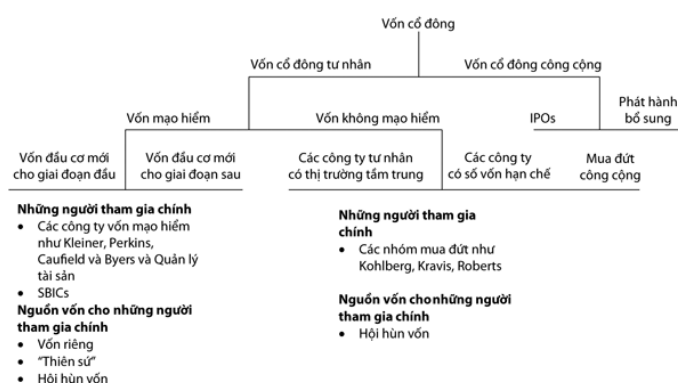 Vốn cổ đông
Vốn cổ đông tư nhân
Vốn cổ đông công cộng
Vốn mạo hiểm
Vốn không mạo hiểm
IPOs
Phát hành
bổ sung
Vốn đầu cơ mới
cho giai đoạn đầu
Vốn đầu cơ mới
cho giai đoạn sau
Các công ty tư nhân
có thị trường tầm trung
Các công ty
có số vốn hạn chế
Mua đứt
công cộng
Những người tham gia chính
• Các công ty vốn mạo hiểm
như Kleiner, Perkins,
Caufield và Byers và Quản lý
tài sản
• SBICs
Nguồn vốn cho những người
tham gia chính
• Vốn riêng
• “Thiên sứ”
• Hội hùn vốn
Những người tham gia
chính
• Các nhóm mua đứt như
Kohlberg, Kravis, Roberts
Nguồn vốn chonhững người
tham gia chính
• Hội hùn vốn